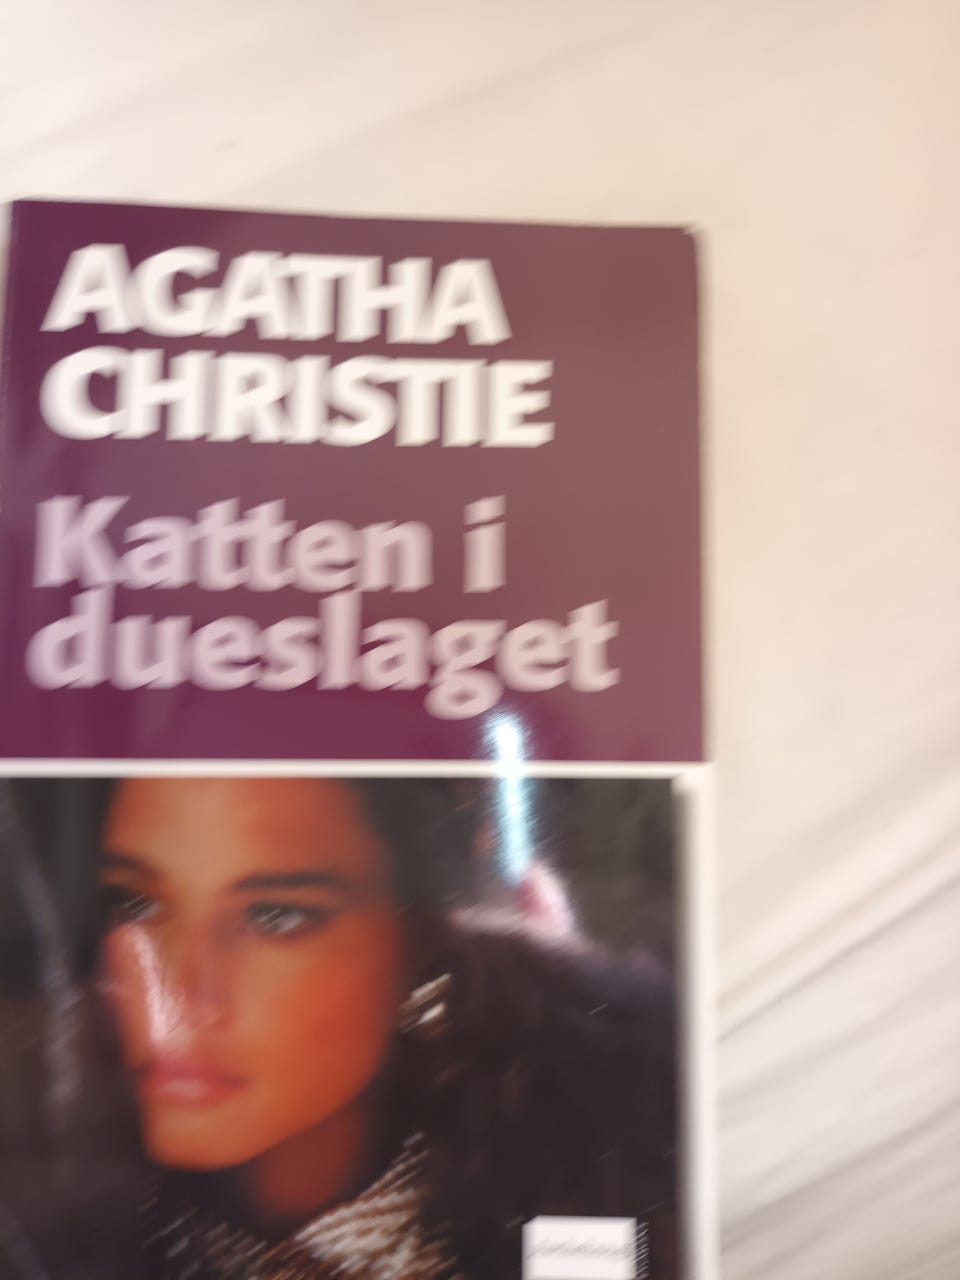 AGATHA
CHRISTIE
Katten i
dueslaget